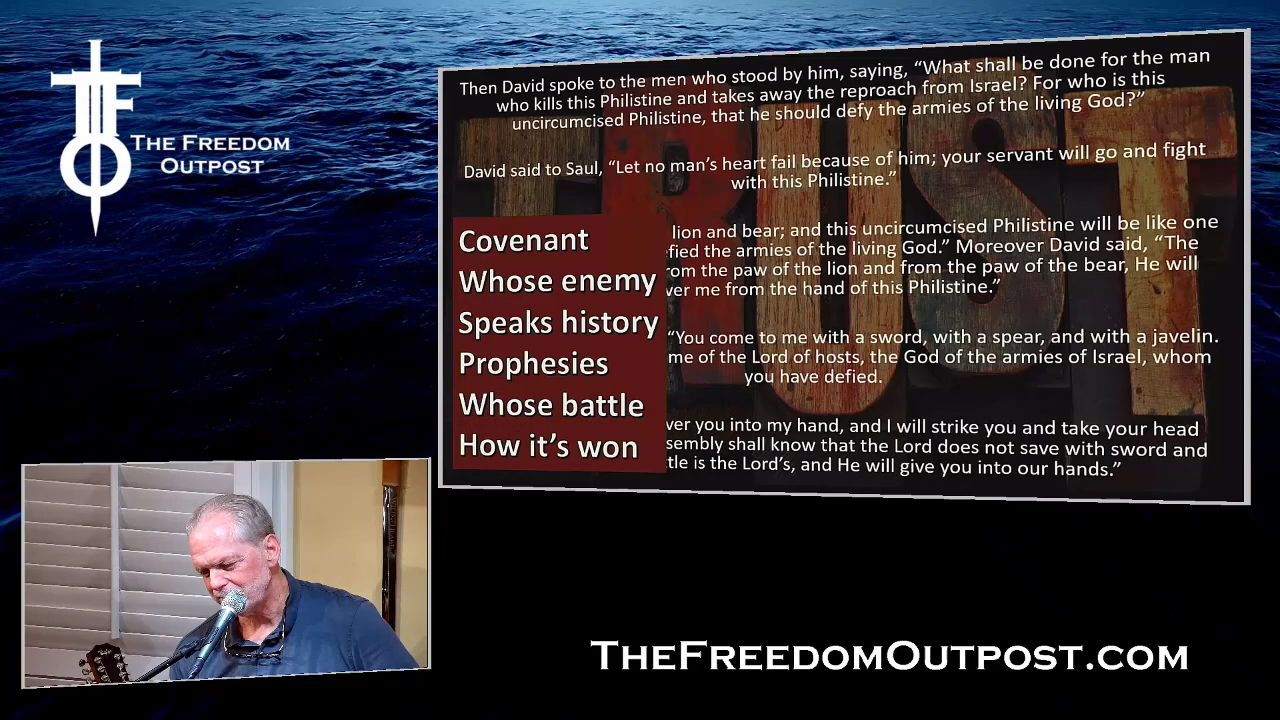 THE FREEDOM
OUTPOST
Then David spoke to the men who stood by him, saying, “What shall be done for the man
who kills this Philistine and takes away the reproach from Israel? For who is this
uncircumcised Philistine, that he should defy the armies of the living God?”
David said to Saul, “Let no man’s heart fail because of him; your servant will go and fight
with this Philistine.”
lion and bear; and this uncircumcised Philistine will be like one
fied the armies of the living God.” Moreover David said, “The
rom the paw of the lion and from the paw of the bear, He will
ver me from the hand of this Philistine.”
“You come to me with a sword, with a spear, and with a javelin.
me of the Lord of hosts, the God of the armies of Israel, whom
you have defied.
ver you into my hand, and I will strike you and take your head
sembly shall know that the Lord does not save with sword and
tle is the Lord’s, and He will give you into our hands.”
Covenant
Whose enemy
Speaks history
Prophesies
Whose battle
How it’s won
TRUST
THEFREEDOMOUTPOST.COM